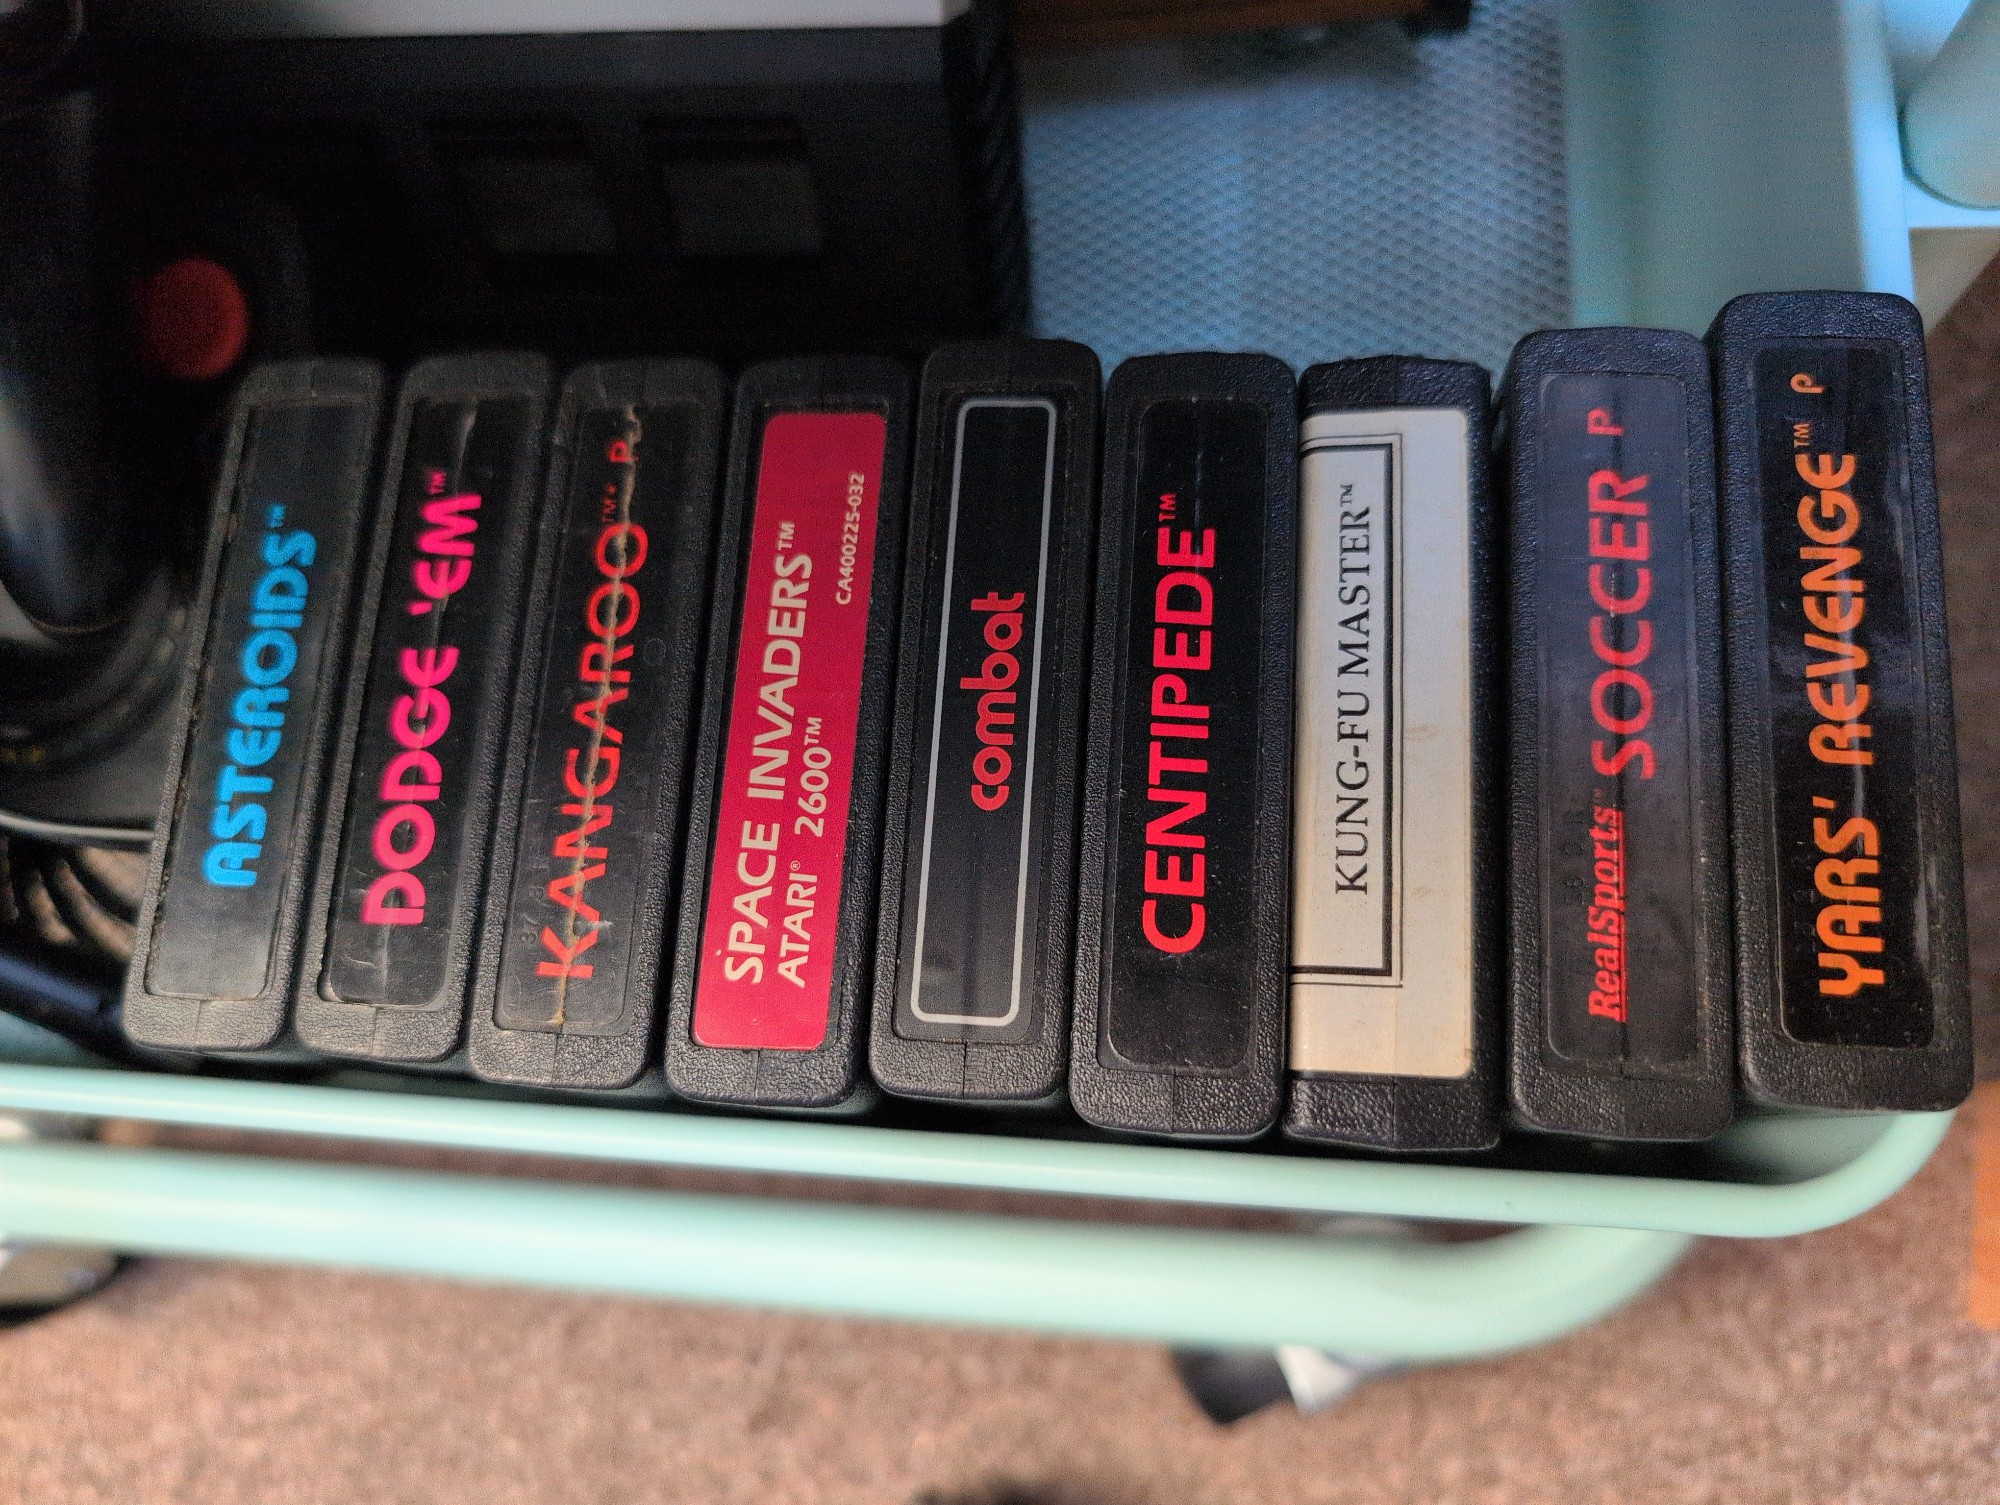 ASTEROIDS™
DODGE 'EM™
KANGAROO™* P
SPACE INVADERS™
ATARI® 2600™
CA400225-032
combat
CENTIPEDE™
KUNG-FU MASTER™
RealSports™ SOCCER P
YARS' REVENGE™ P